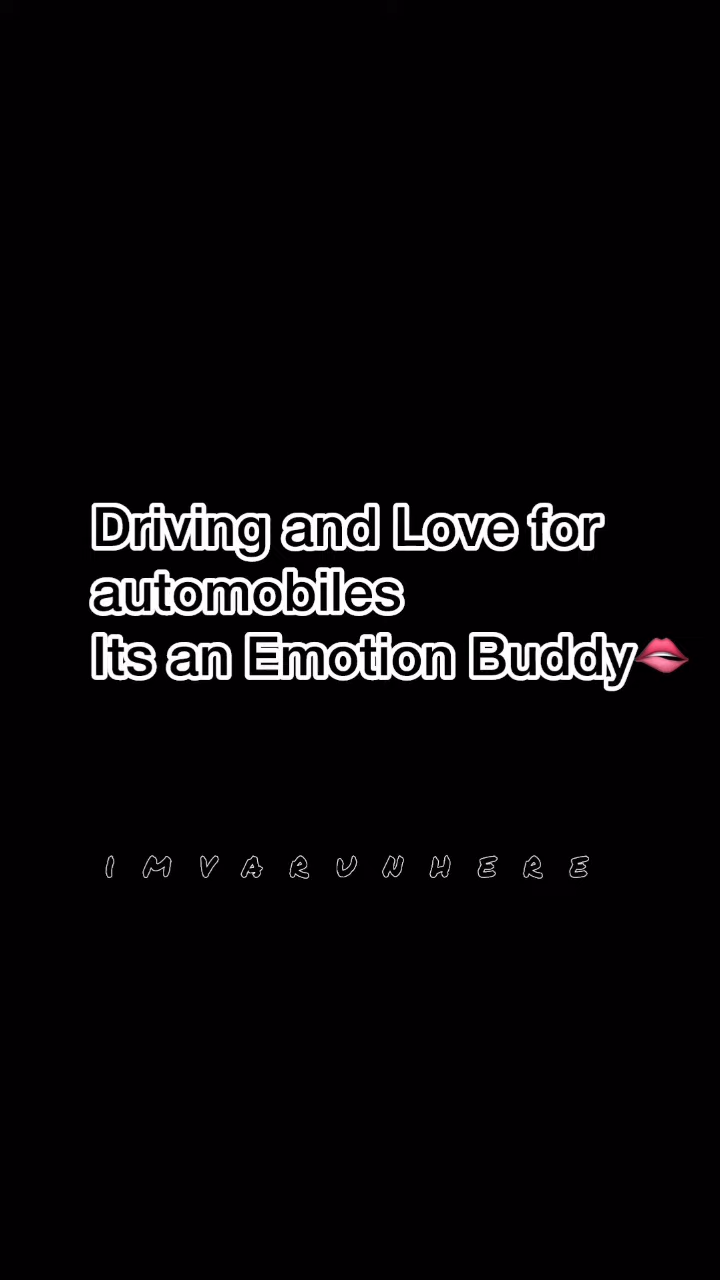 Driving and Love for
automobiles
Its an Emotion Buddy🫦
I M V A R U N H E R E